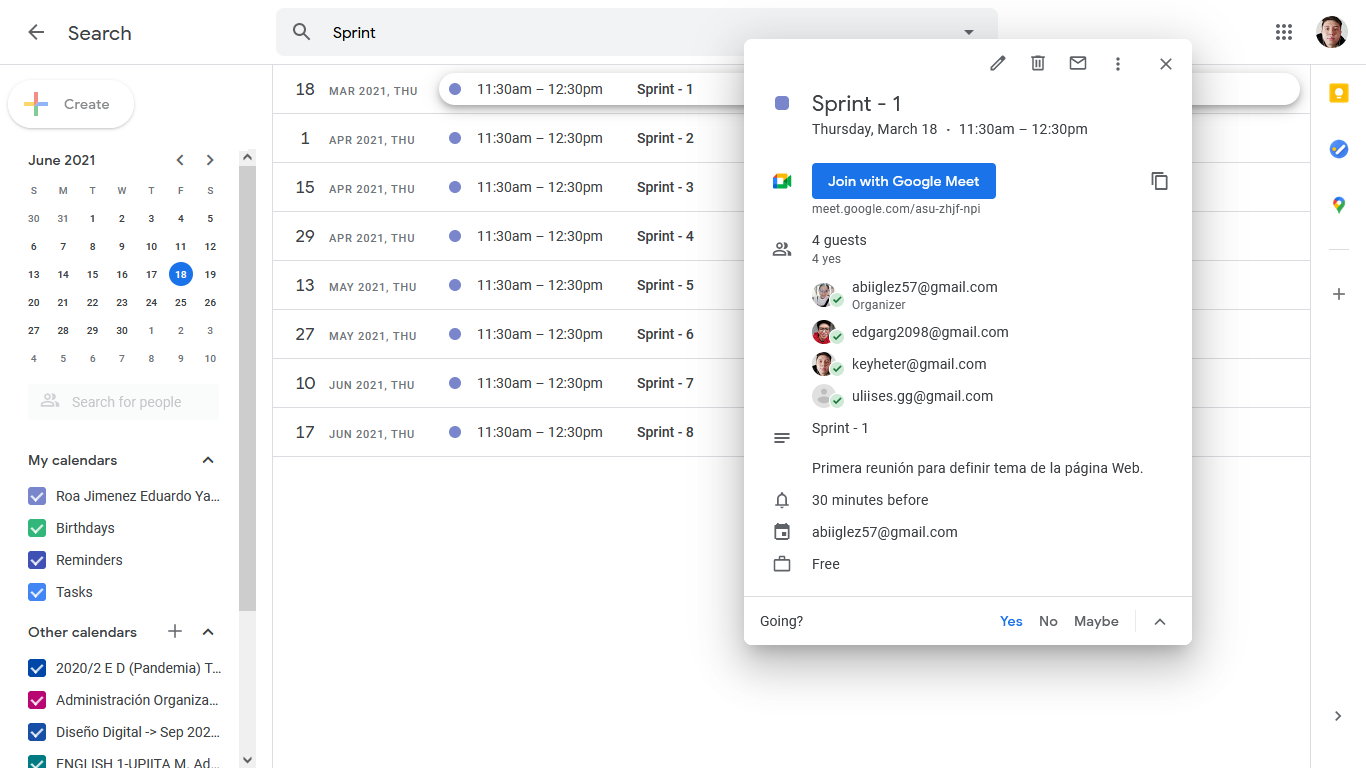 Search
Sprint
Create
June 2021
S M T W T F S
30 31 1 2 3 4 5
6 7 8 9 10 11 12
13 14 15 16 17 18 19
20 21 22 23 24 25 26
27 28 29 30 1 2 3
4 5 6 7 8 9 10
Search for people
My calendars
Roa Jimenez Eduardo Ya...
Birthdays
Reminders
Tasks
Other calendars
2020/2 E D (Pandemia) T...
Administración Organiza...
Diseño Digital -> Sep 202...
ENGLISH 1-UPIITA M. Ad...
18 MAR 2021, THU 11:30am – 12:30pm Sprint - 1
1 APR 2021, THU 11:30am – 12:30pm Sprint - 2
15 APR 2021, THU 11:30am – 12:30pm Sprint - 3
29 APR 2021, THU 11:30am – 12:30pm Sprint - 4
13 MAY 2021, THU 11:30am – 12:30pm Sprint - 5
27 MAY 2021, THU 11:30am – 12:30pm Sprint - 6
10 JUN 2021, THU 11:30am – 12:30pm Sprint - 7
17 JUN 2021, THU 11:30am – 12:30pm Sprint - 8
Sprint - 1
Thursday, March 18 · 11:30am – 12:30pm
Join with Google Meet
meet.google.com/asu-zhjf-npi
4 guests
4 yes
abiiglez57@gmail.com
Organizer
edgarg2098@gmail.com
keyheter@gmail.com
uliises.gg@gmail.com
Sprint - 1
Primera reunión para definir tema de la página Web.
30 minutes before
abiiglez57@gmail.com
Free
Going?
Yes No Maybe